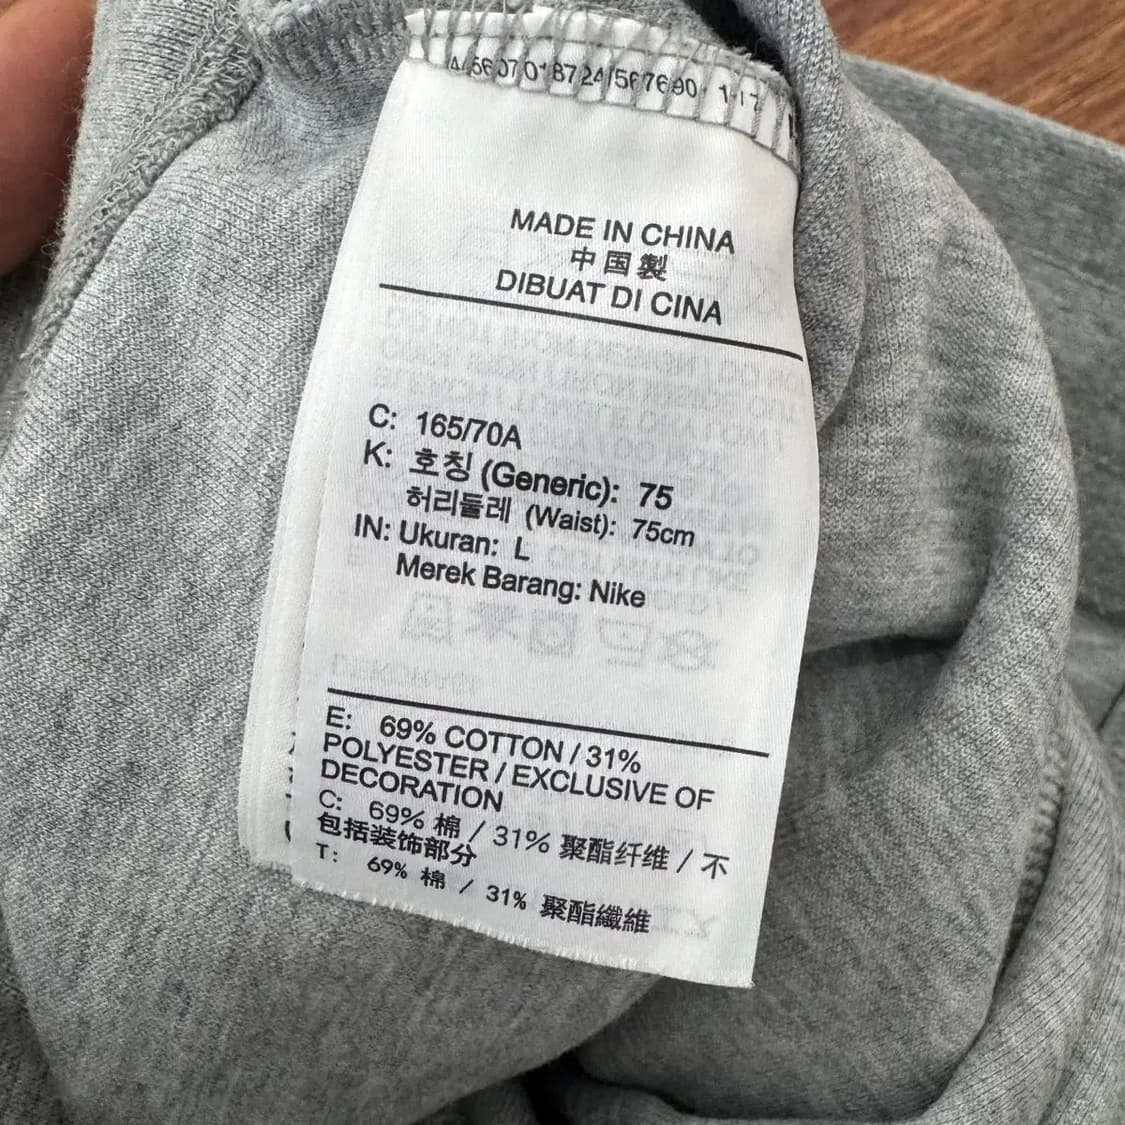 MADE IN CHINA
中国製
DIBUAT DI CINA
C: 165/70A
K: 호칭 (Generic): 75
허리둘레 (Waist): 75cm
IN: Ukuran: L
Merek Barang: Nike
E: 69% COTTON / 31%
POLYESTER / EXCLUSIVE OF
DECORATION
C: 69% 棉 / 31% 聚酯纤维 / 不
包括装饰部分
T: 69% 棉 / 31% 聚酯纖維